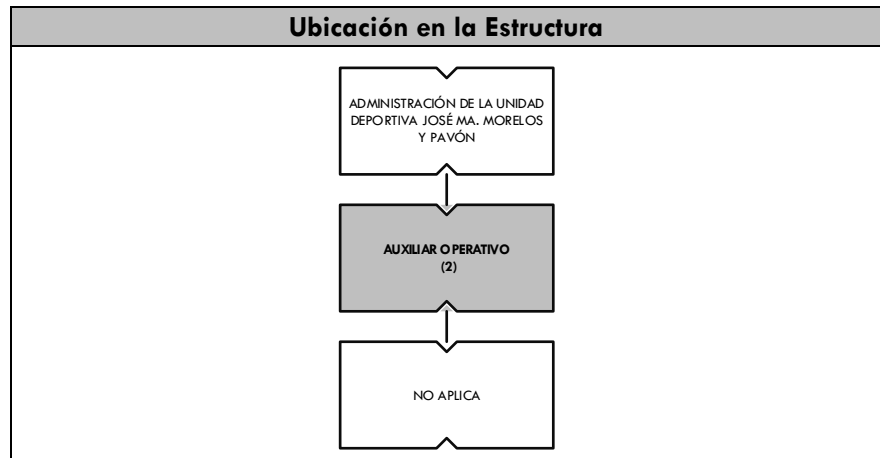 Ubicación en la Estructura
ADMINISTRACIÓN DE LA UNIDAD
DEPORTIVA JOSÉ MA. MORELOS
Y PAVÓN
AUXILIAR OPERATIVO
(2)
NO APLICA